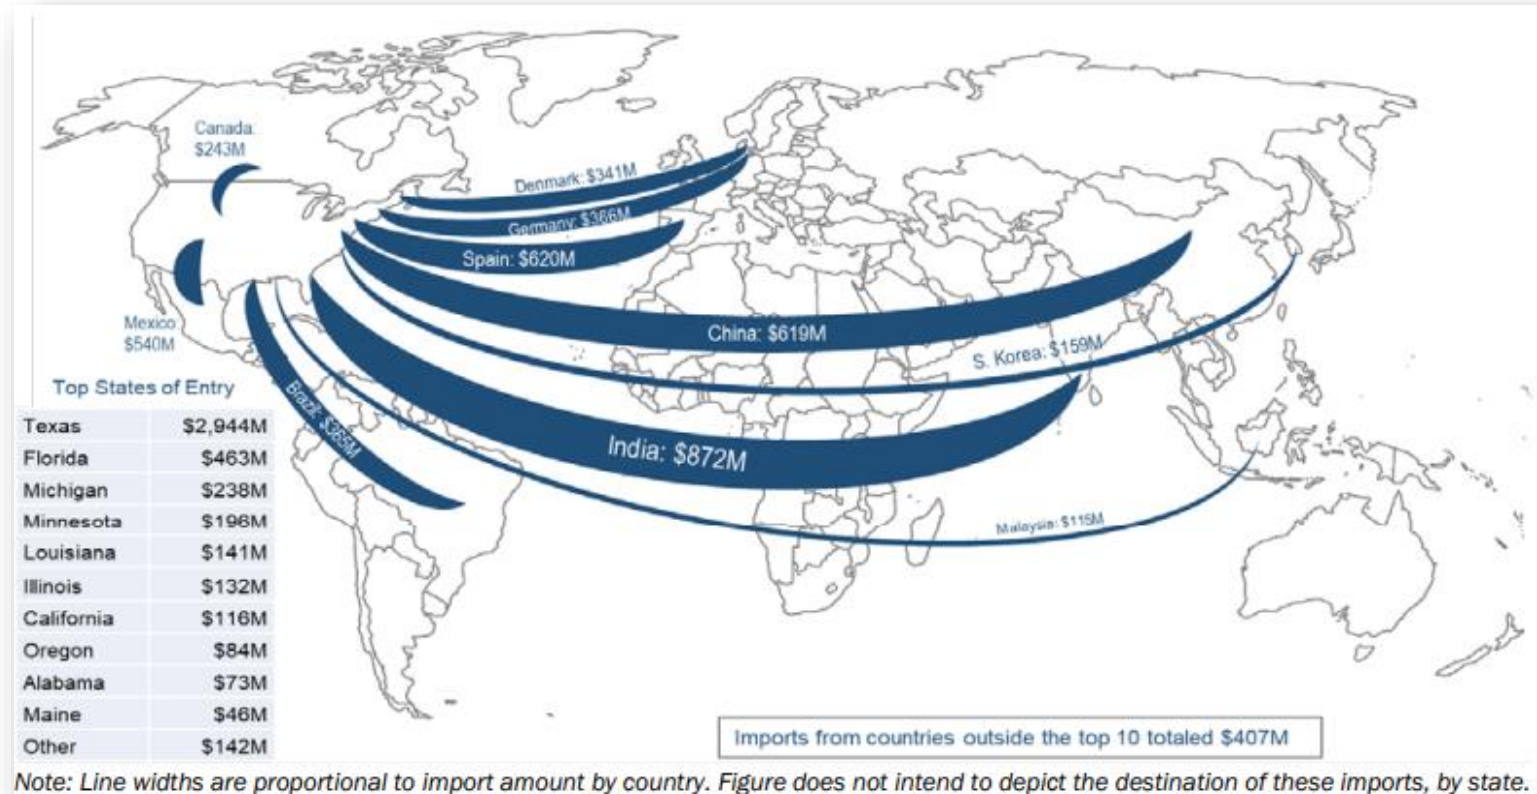 Canada:
$243M
Denmark: $341M
Germany: $366M
Spain: $620M
China: $619M
S. Korea: $159M
Mexico
$540M
India: $872M
Brazil: $365M
Malaysia: $115M
Top States of Entry
Texas $2,944M
Florida $463M
Michigan $238M
Minnesota $196M
Louisiana $141M
Illinois $132M
California $116M
Oregon $84M
Alabama $73M
Maine $46M
Other $142M
Imports from countries outside the top 10 totaled $407M
Note: Line widths are proportional to import amount by country. Figure does not intend to depict the destination of these imports, by state.